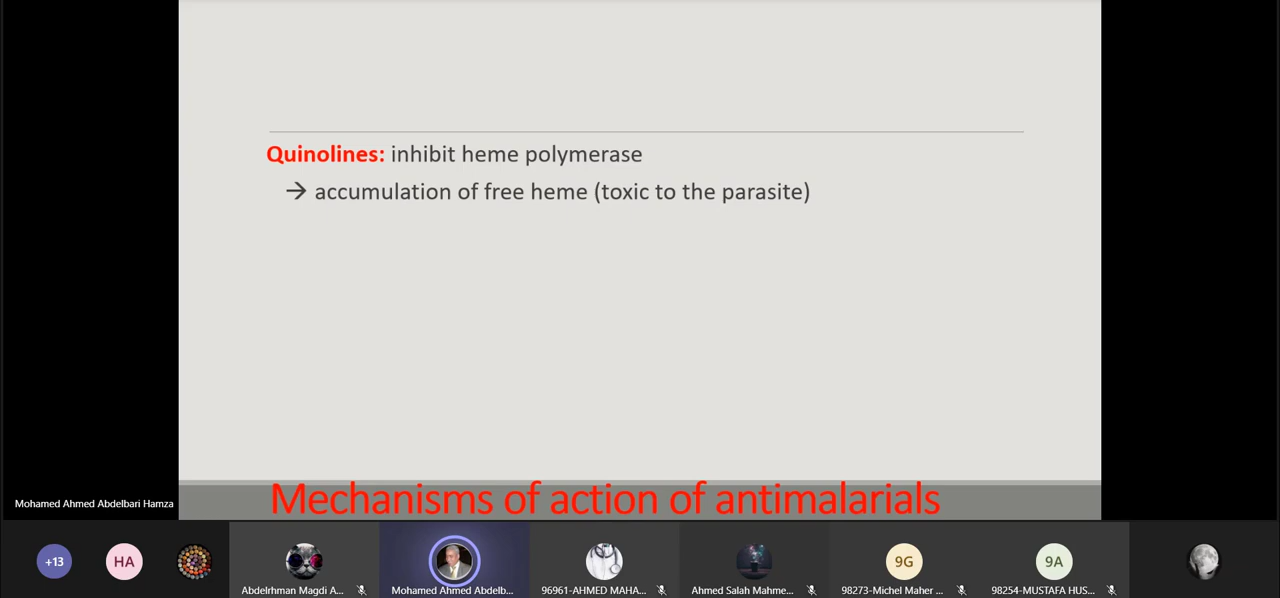 Quinolines: inhibit heme polymerase
→ accumulation of free heme (toxic to the parasite)
Mechanisms of action of antimalarials
Mohamed Ahmed Abdelbari Hamza
+13
HA
Abdelrhman Magdi A...
Mohamed Ahmed Abdelb...
96961-AHMED MAHA...
Ahmed Salah Mahme...
9G
98273-Michel Maher ...
9A
98254-MUSTAFA HUS...